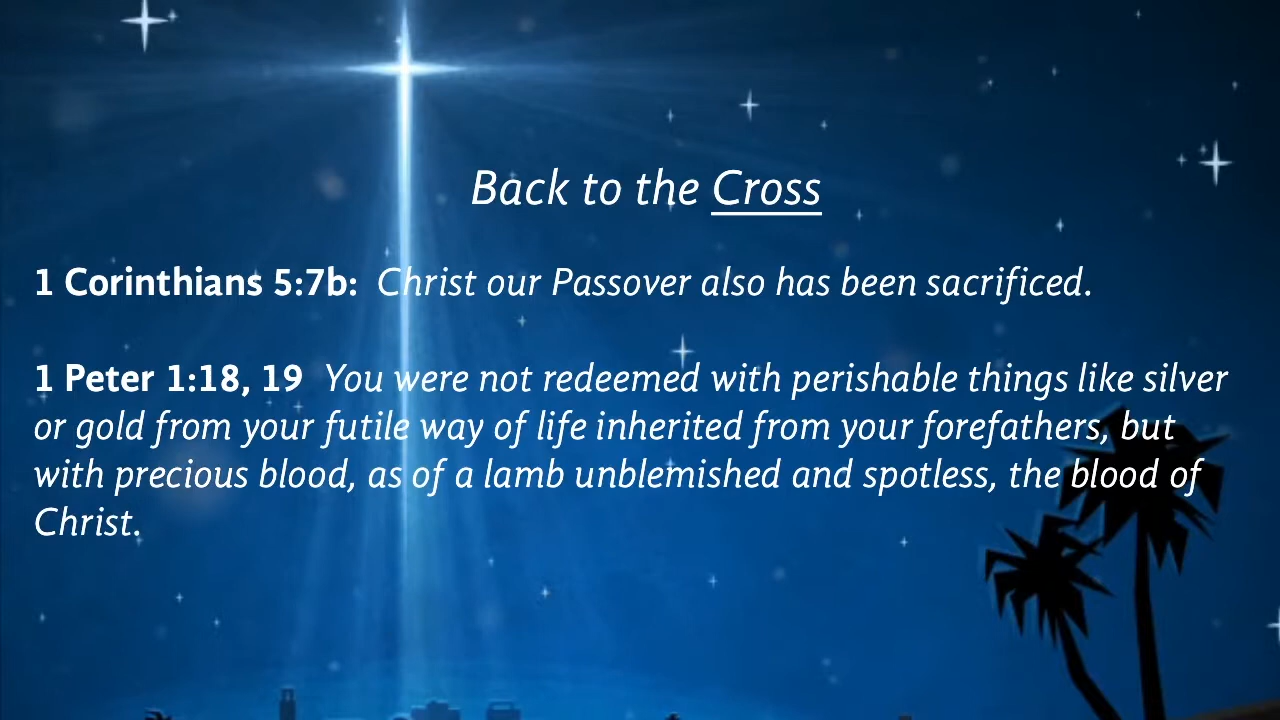 Back to the Cross
1 Corinthians 5:7b:  Christ our Passover also has been sacrificed.
1 Peter 1:18, 19  You were not redeemed with perishable things like silver
or gold from your futile way of life inherited from your forefathers, but
with precious blood, as of a lamb unblemished and spotless, the blood of
Christ.